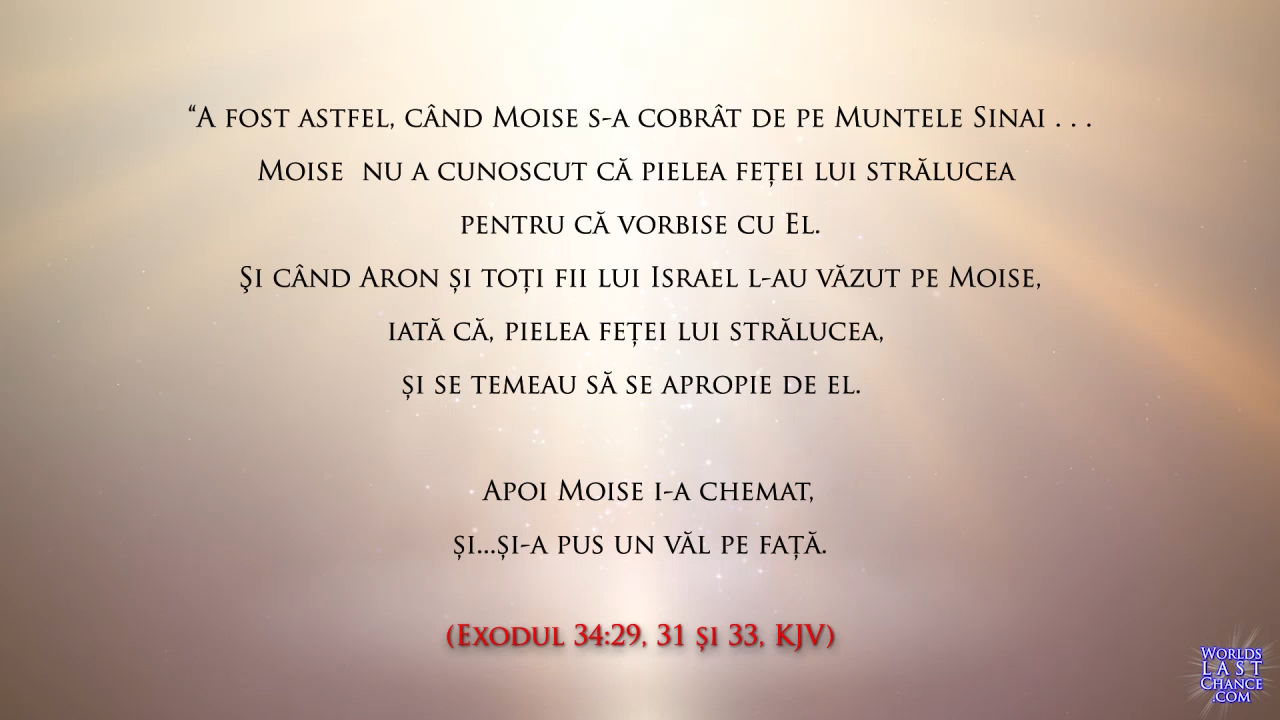 “A fost astfel, când Moise s-a cobrât de pe Muntele Sinai . . .
Moise nu a cunoscut că pielea feței lui strălucea
pentru că vorbise cu El.
Şi când Aron și toți fii lui Israel l-au văzut pe Moise,
iată că, pielea feței lui strălucea,
și se temeau să se apropie de el.
Apoi Moise i-a chemat,
și...și-a pus un văl pe față.
(Exodul 34:29, 31 și 33, KJV)
Worlds
Last
Chance
.com